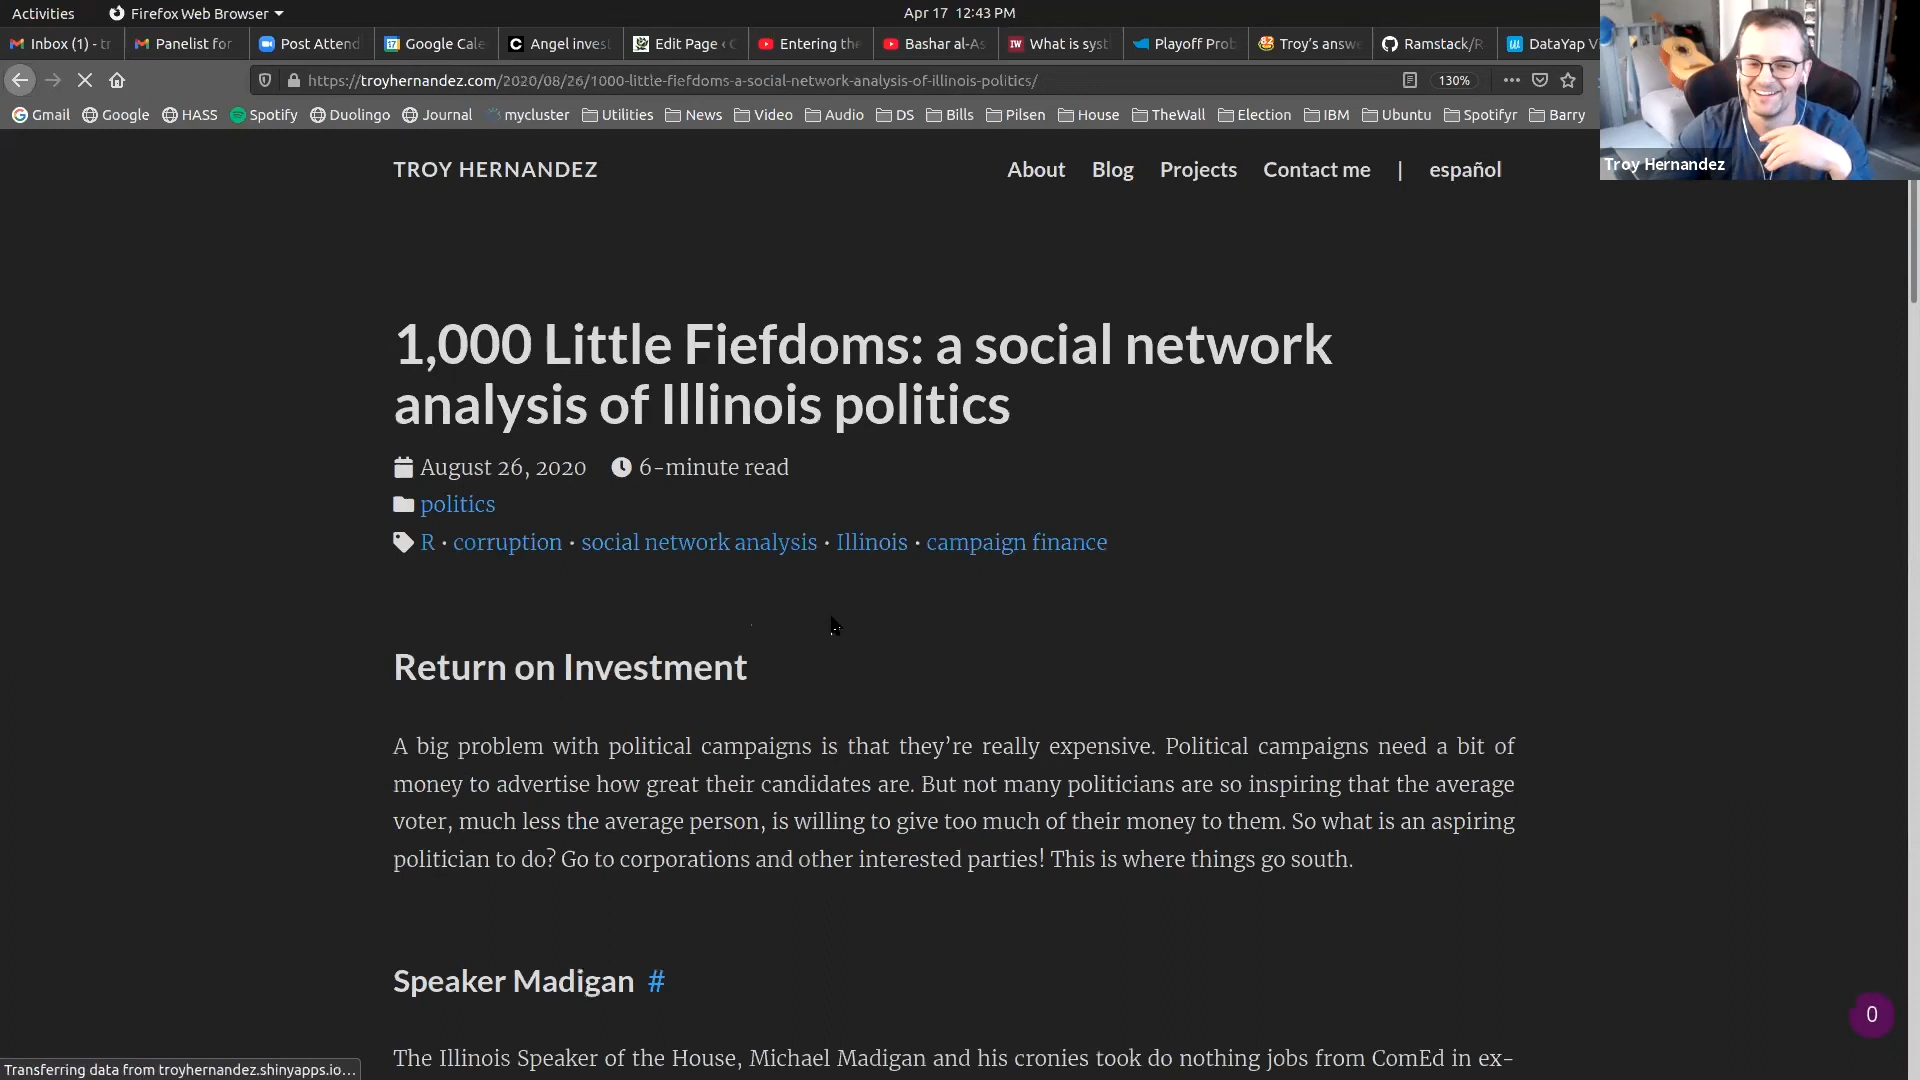 Activities Firefox Web Browser Apr 17 12:43 PM
Inbox (1) - tr Panelist for Post Attend Google Cale Angel invest Edit Page ‹ C Entering the Bashar al-As What is syst Playoff Prob Troy's answe Ramstack/R DataYap V
https://troyhernandez.com/2020/08/26/1000-little-fiefdoms-a-social-network-analysis-of-illinois-politics/ 130%
Gmail Google HASS Spotify Duolingo Journal mycluster Utilities News Video Audio DS Bills Pilsen House TheWall Election IBM Ubuntu Spotifyr Barry
Troy Hernandez
TROY HERNANDEZ About Blog Projects Contact me | español
1,000 Little Fiefdoms: a social network
analysis of Illinois politics
August 26, 2020 6-minute read
politics
R · corruption · social network analysis · Illinois · campaign finance
Return on Investment
A big problem with political campaigns is that they're really expensive. Political campaigns need a bit of
money to advertise how great their candidates are. But not many politicians are so inspiring that the average
voter, much less the average person, is willing to give too much of their money to them. So what is an aspiring
politician to do? Go to corporations and other interested parties! This is where things go south.
Speaker Madigan #
The Illinois Speaker of the House, Michael Madigan and his cronies took do nothing jobs from ComEd in ex-
0
Transferring data from troyhernandez.shinyapps.io...